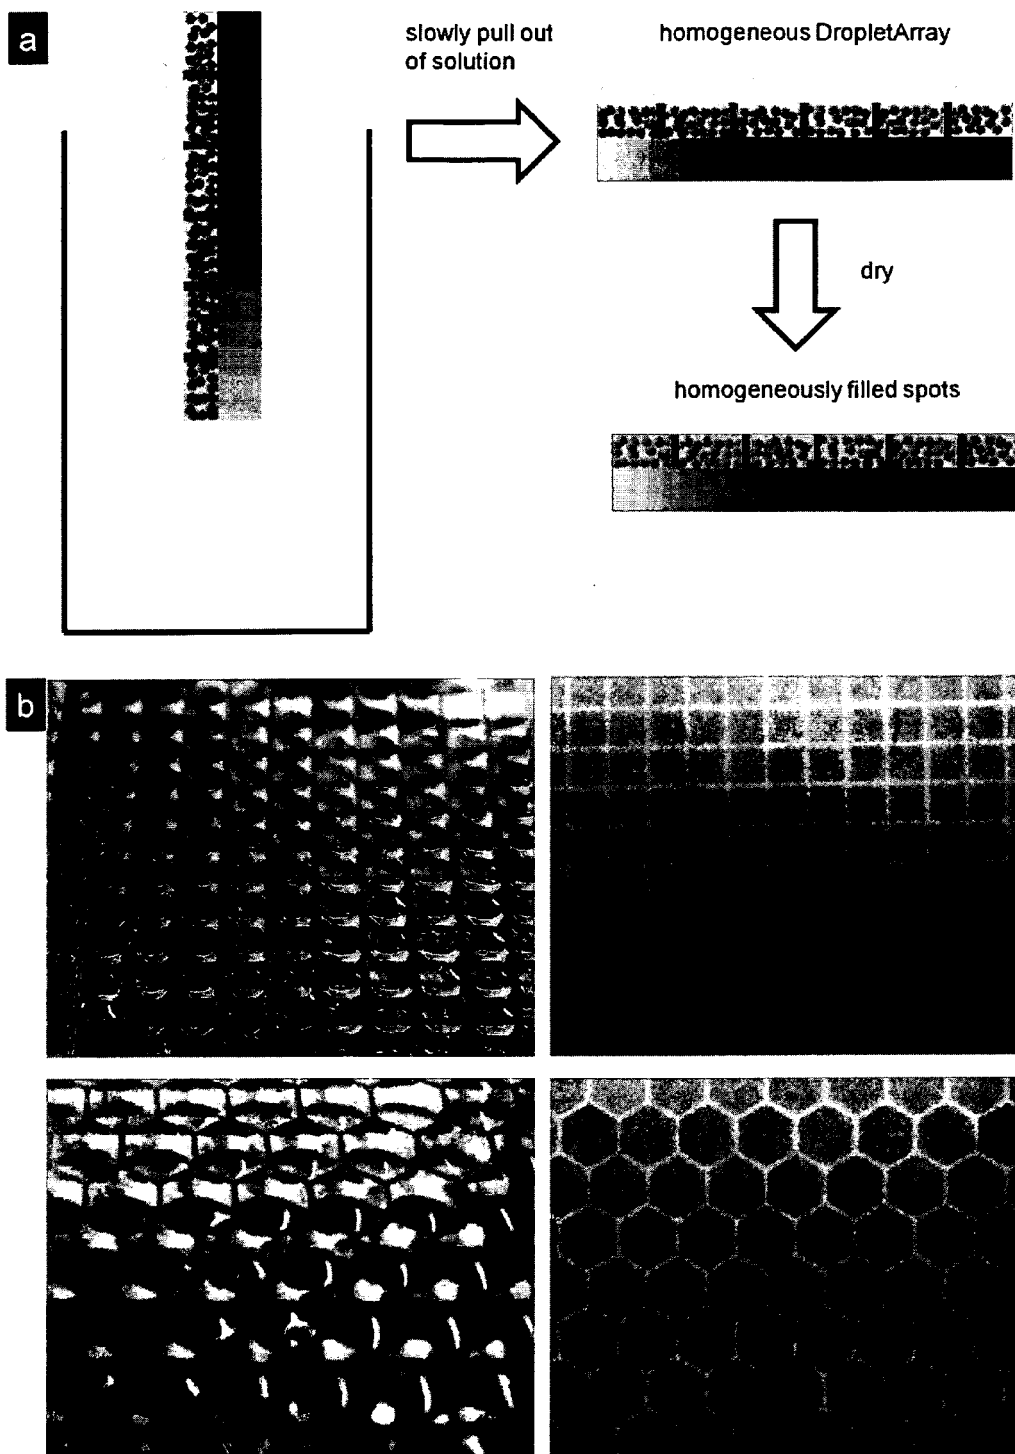 a
slowly pull out
of solution
homogeneous DropletArray
dry
homogeneously filled spots
b